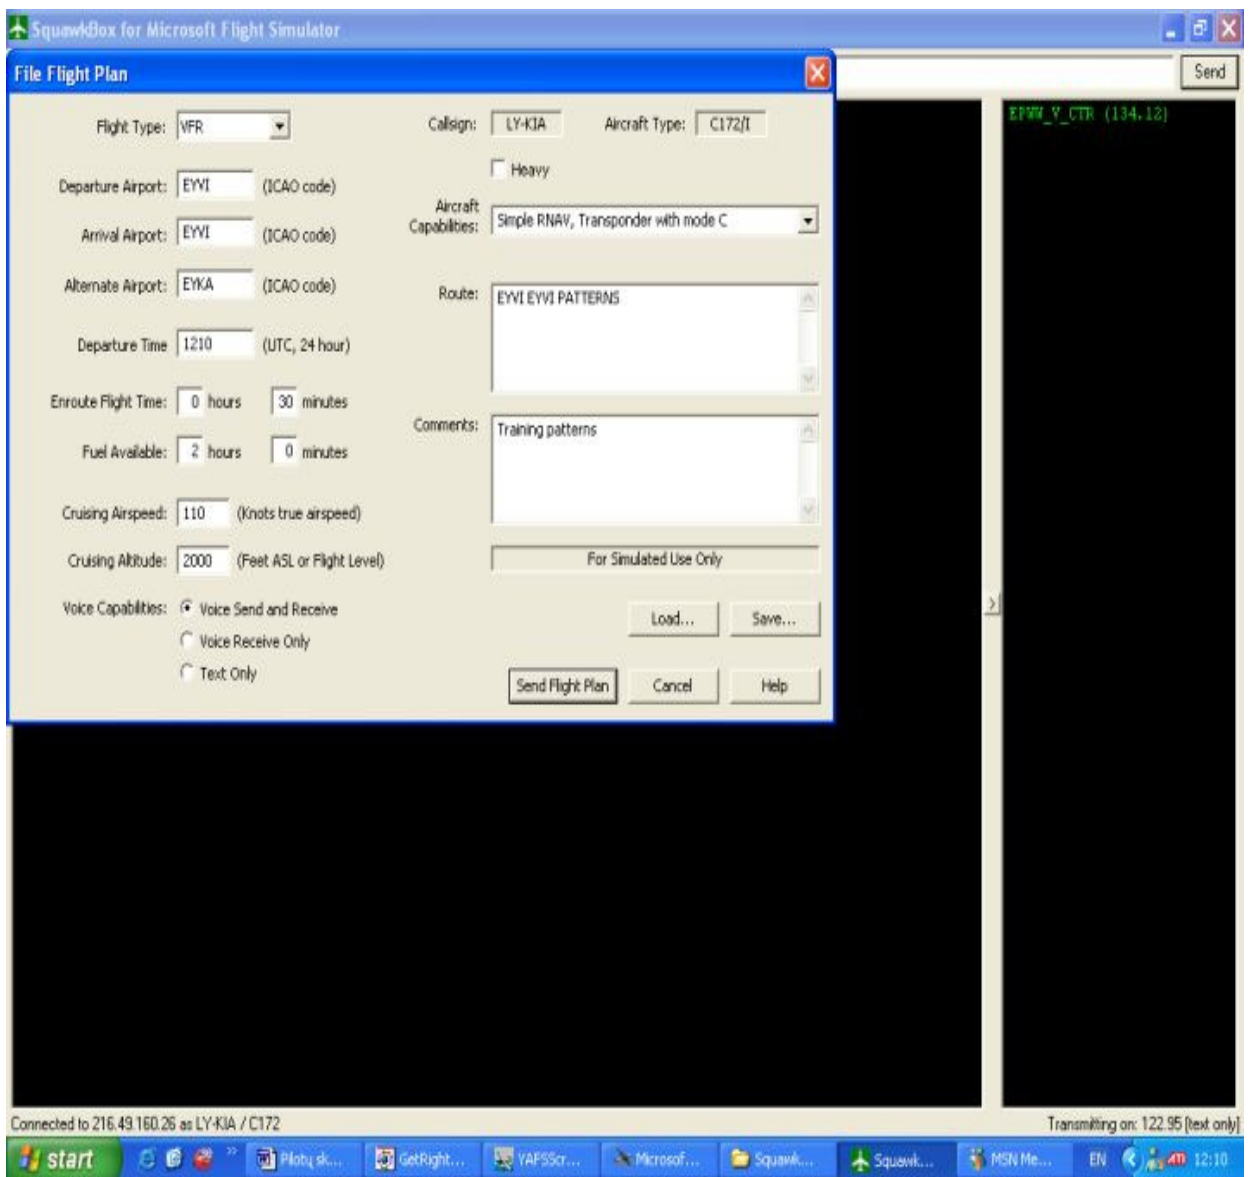 SquawkBox for Microsoft Flight Simulator
File Flight Plan
Send
EPWW_V_CTR (134.12)
Flight Type: VFR
Callsign: LY-KIA Aircraft Type: C172/I
Heavy
Departure Airport: EYVI (ICAO code)
Aircraft Capabilities: Simple RNAV, Transponder with mode C
Arrival Airport: EYVI (ICAO code)
Alternate Airport: EYKA (ICAO code)
Route: EYVI EYVI PATTERNS
Departure Time 1210 (UTC, 24 hour)
Enroute Flight Time: 0 hours 30 minutes
Comments: Training patterns
Fuel Available: 2 hours 0 minutes
Cruising Airspeed: 110 (Knots true airspeed)
Cruising Altitude: 2000 (Feet ASL or Flight Level)
For Simulated Use Only
Voice Capabilities: Voice Send and Receive
Voice Receive Only
Text Only
Load... Save...
Send Flight Plan Cancel Help
Connected to 216.49.160.26 as LY-KIA / C172
Transmitting on: 122.95 [text only]
start Pilotų sk... GetRight... YAFSScr... Microsof... Squawk... Squawk... MSN Me... EN 12:10